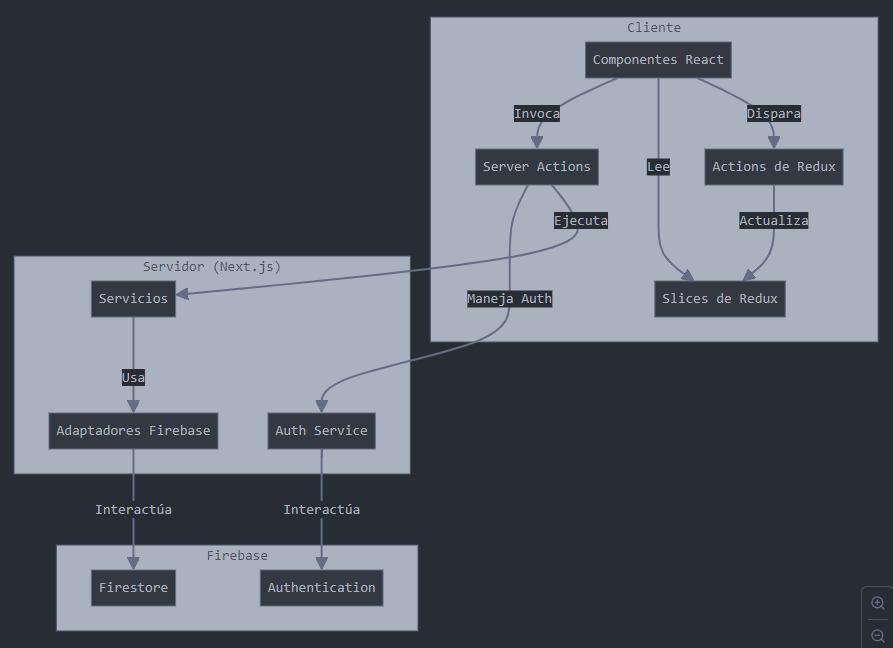 Cliente
Componentes React
Invoca
Dispara
Server Actions
Lee
Actions de Redux
Ejecuta
Actualiza
Servidor (Next.js)
Servicios
Maneja Auth
Slices de Redux
Usa
Adaptadores Firebase
Auth Service
Interactúa
Interactúa
Firebase
Firestore
Authentication